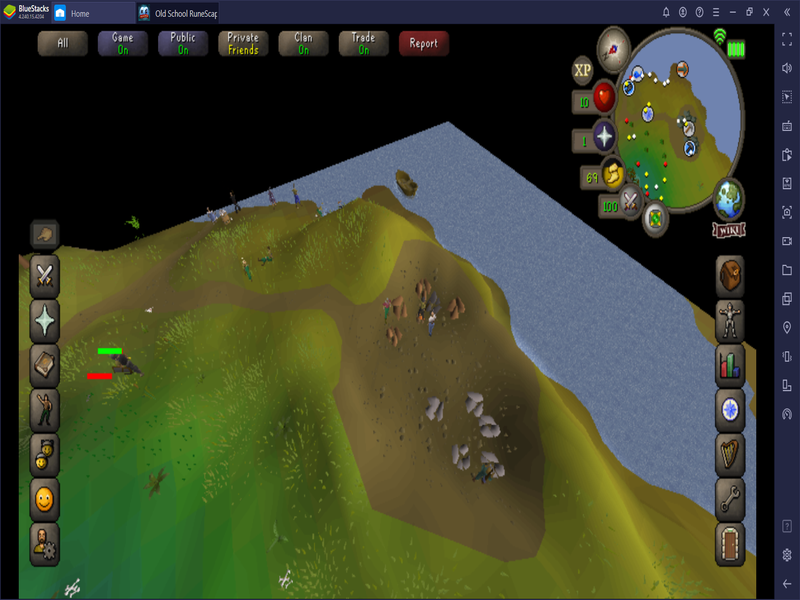 BlueStacks
4.240.15.4204
Home
Old School RuneScap
All
Game
On
Public
On
Private
Friends
Clan
On
Trade
On
Report
XP
10
1
69
100
WIKI